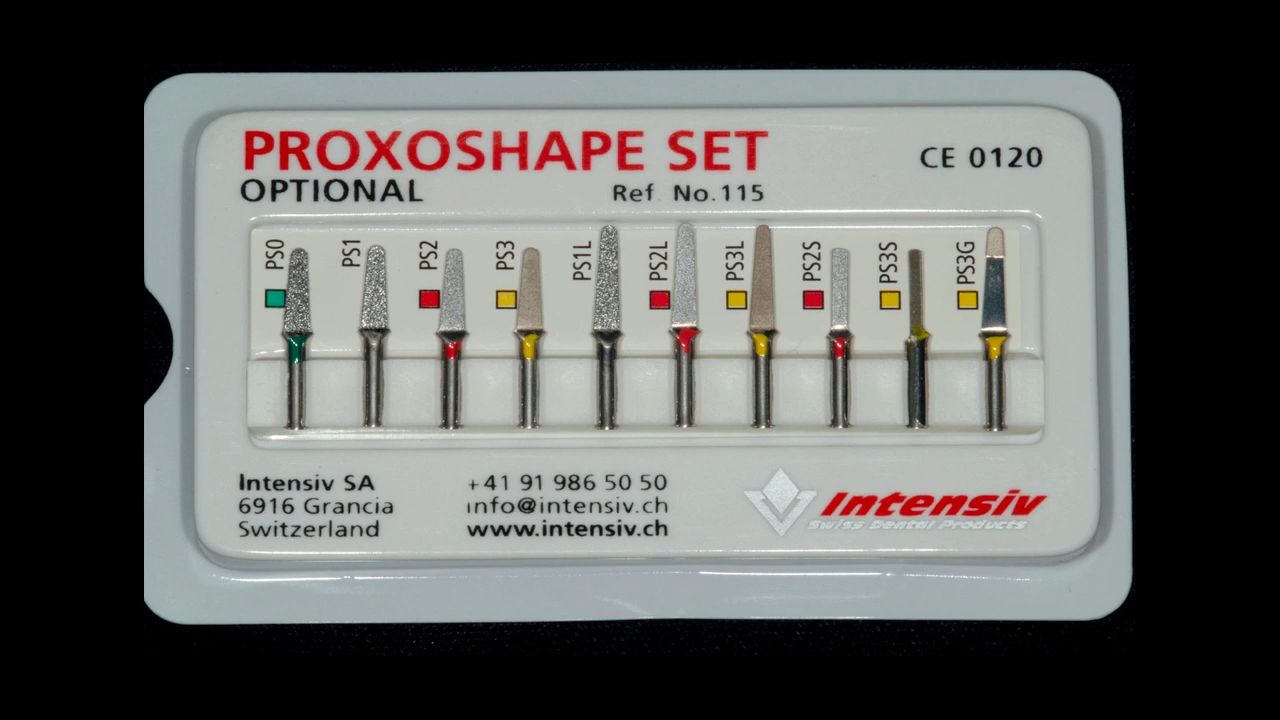 PROXOSHAPE SET
CE 0120
OPTIONAL
Ref. No.115
PS0
PS1
PS2
PS3
PS1L
PS2L
PS3L
PS2S
PS3S
PS3G
Intensiv SA
6916 Grancia
Switzerland
+41 91 986 50 50
info@intensiv.ch
www.intensiv.ch
Intensiv
Swiss Dental Products